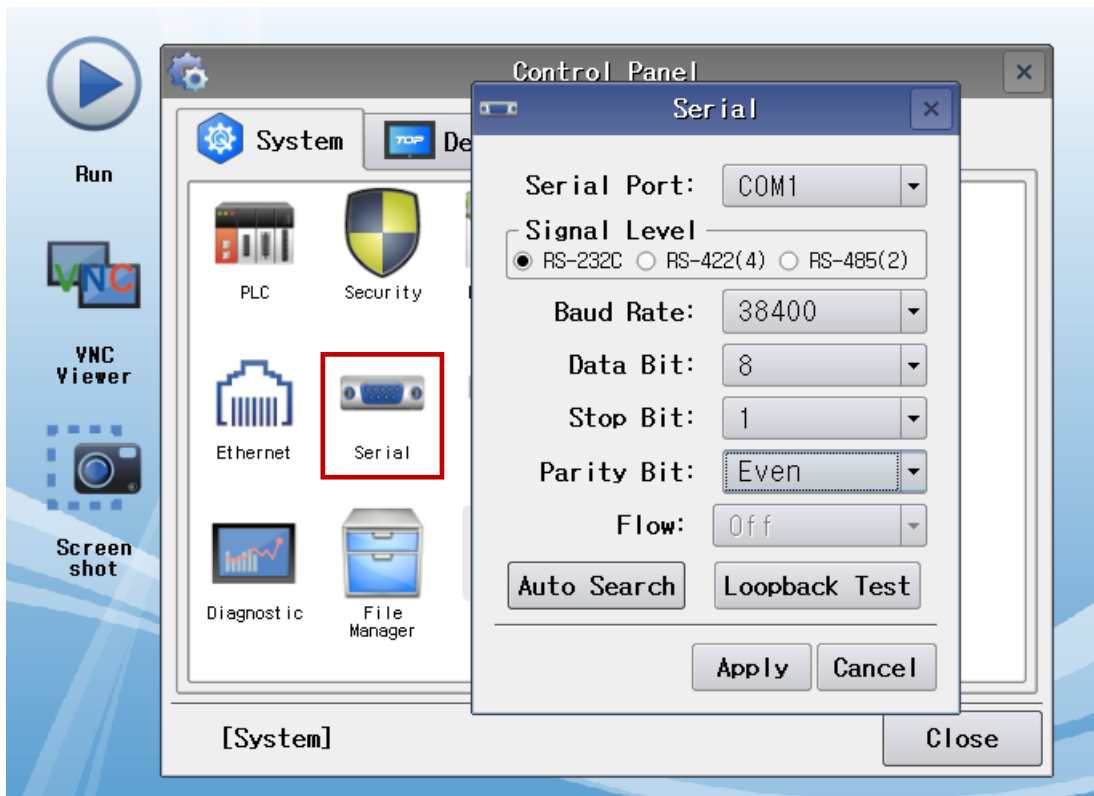 Run
VNC
VNC
Viewer
Screen
shot
Control Panel
System
TOP
PLC
Security
Ethernet
Serial
Diagnostic
File
Manager
[System]
Close
Serial
Serial Port:
COM1
Signal Level
RS-232C
RS-422(4)
RS-485(2)
Baud Rate:
38400
Data Bit:
8
Stop Bit:
1
Parity Bit:
Even
Flow:
Off
Auto Search
Loopback Test
Apply
Cancel